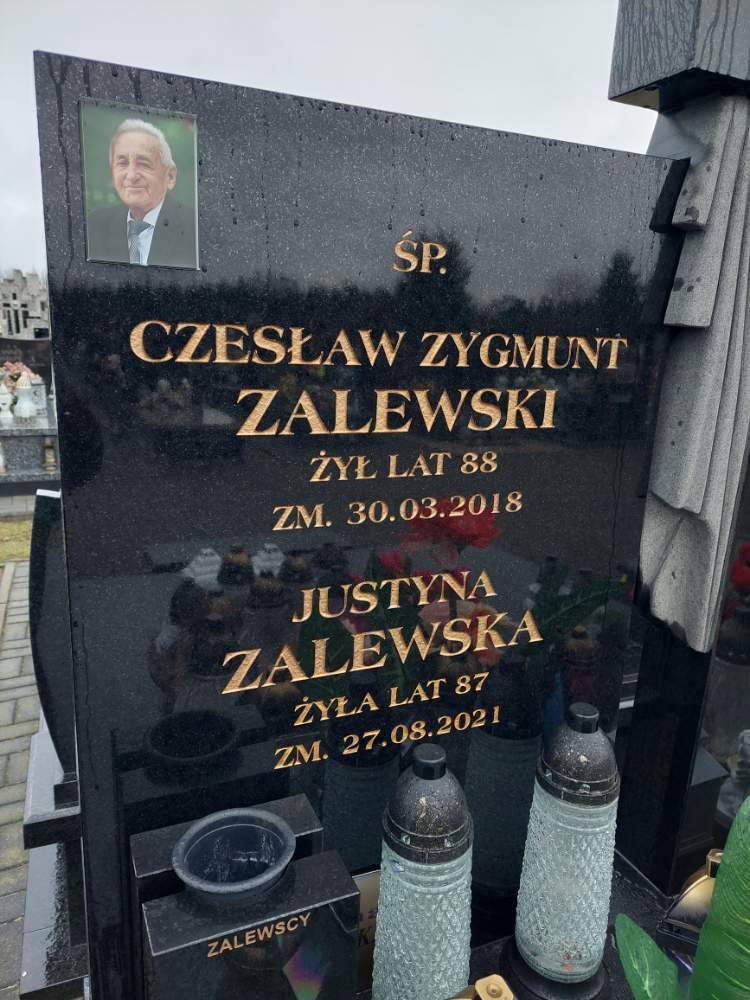 ŚP.
CZESŁAW ZYGMUNT
ZALEWSKI
ŻYŁ LAT 88
ZM. 30.03.2018
JUSTYNA
ZALEWSKA
ŻYŁA LAT 87
ZM. 27.08.2021
ZALEWSCY